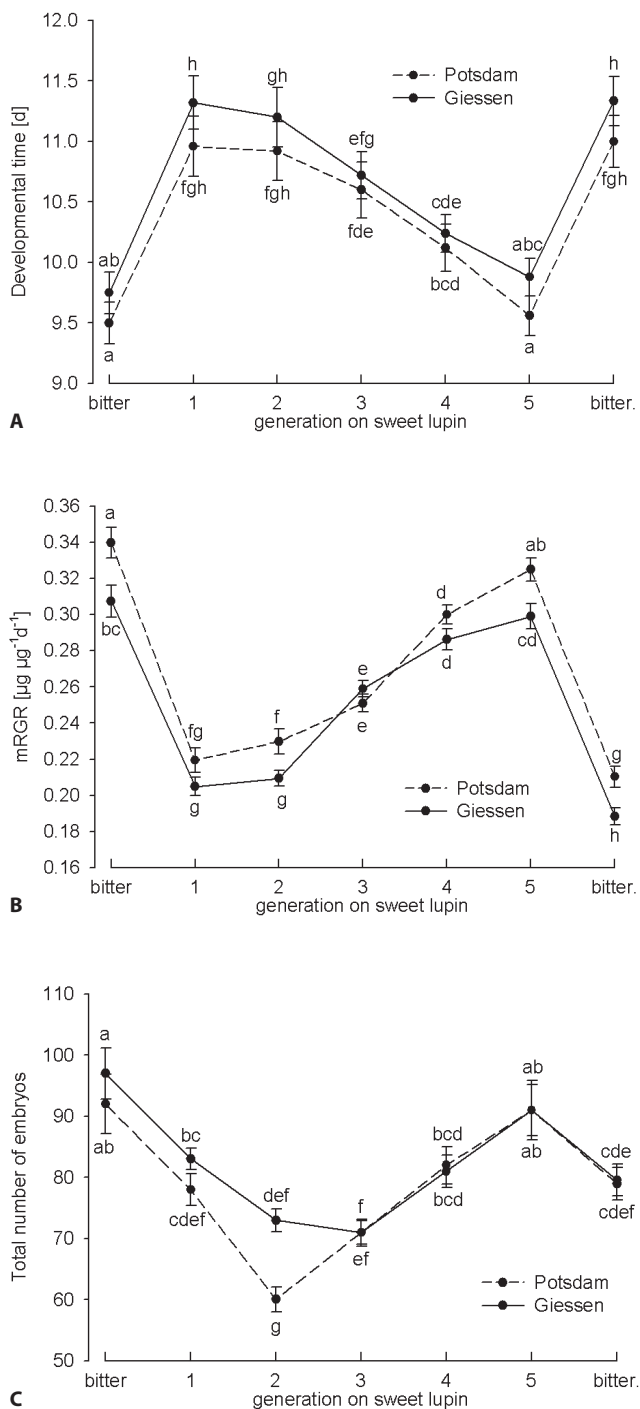 12.0
11.5
11.0
10.5
10.0
9.5
9.0
Developmental time [d]
Potsdam
Giessen
h
gh
efg
cde
abc
h
ab
fgh
fgh
fde
bcd
a
fgh
a
bitter 1 2 3 4 5 bitter.
generation on sweet lupin
A
0.36
0.34
0.32
0.30
0.28
0.26
0.24
0.22
0.20
0.18
0.16
mRGR [µg µg⁻¹d⁻¹]
a
bc
fg
g
f
g
e
e
d
d
ab
cd
g
h
Potsdam
Giessen
bitter 1 2 3 4 5 bitter.
generation on sweet lupin
B
110
100
90
80
70
60
50
Total number of embryos
a
ab
bc
cdef
def
g
f
ef
bcd
bcd
ab
ab
cde
cdef
Potsdam
Giessen
bitter 1 2 3 4 5 bitter.
generation on sweet lupin
C